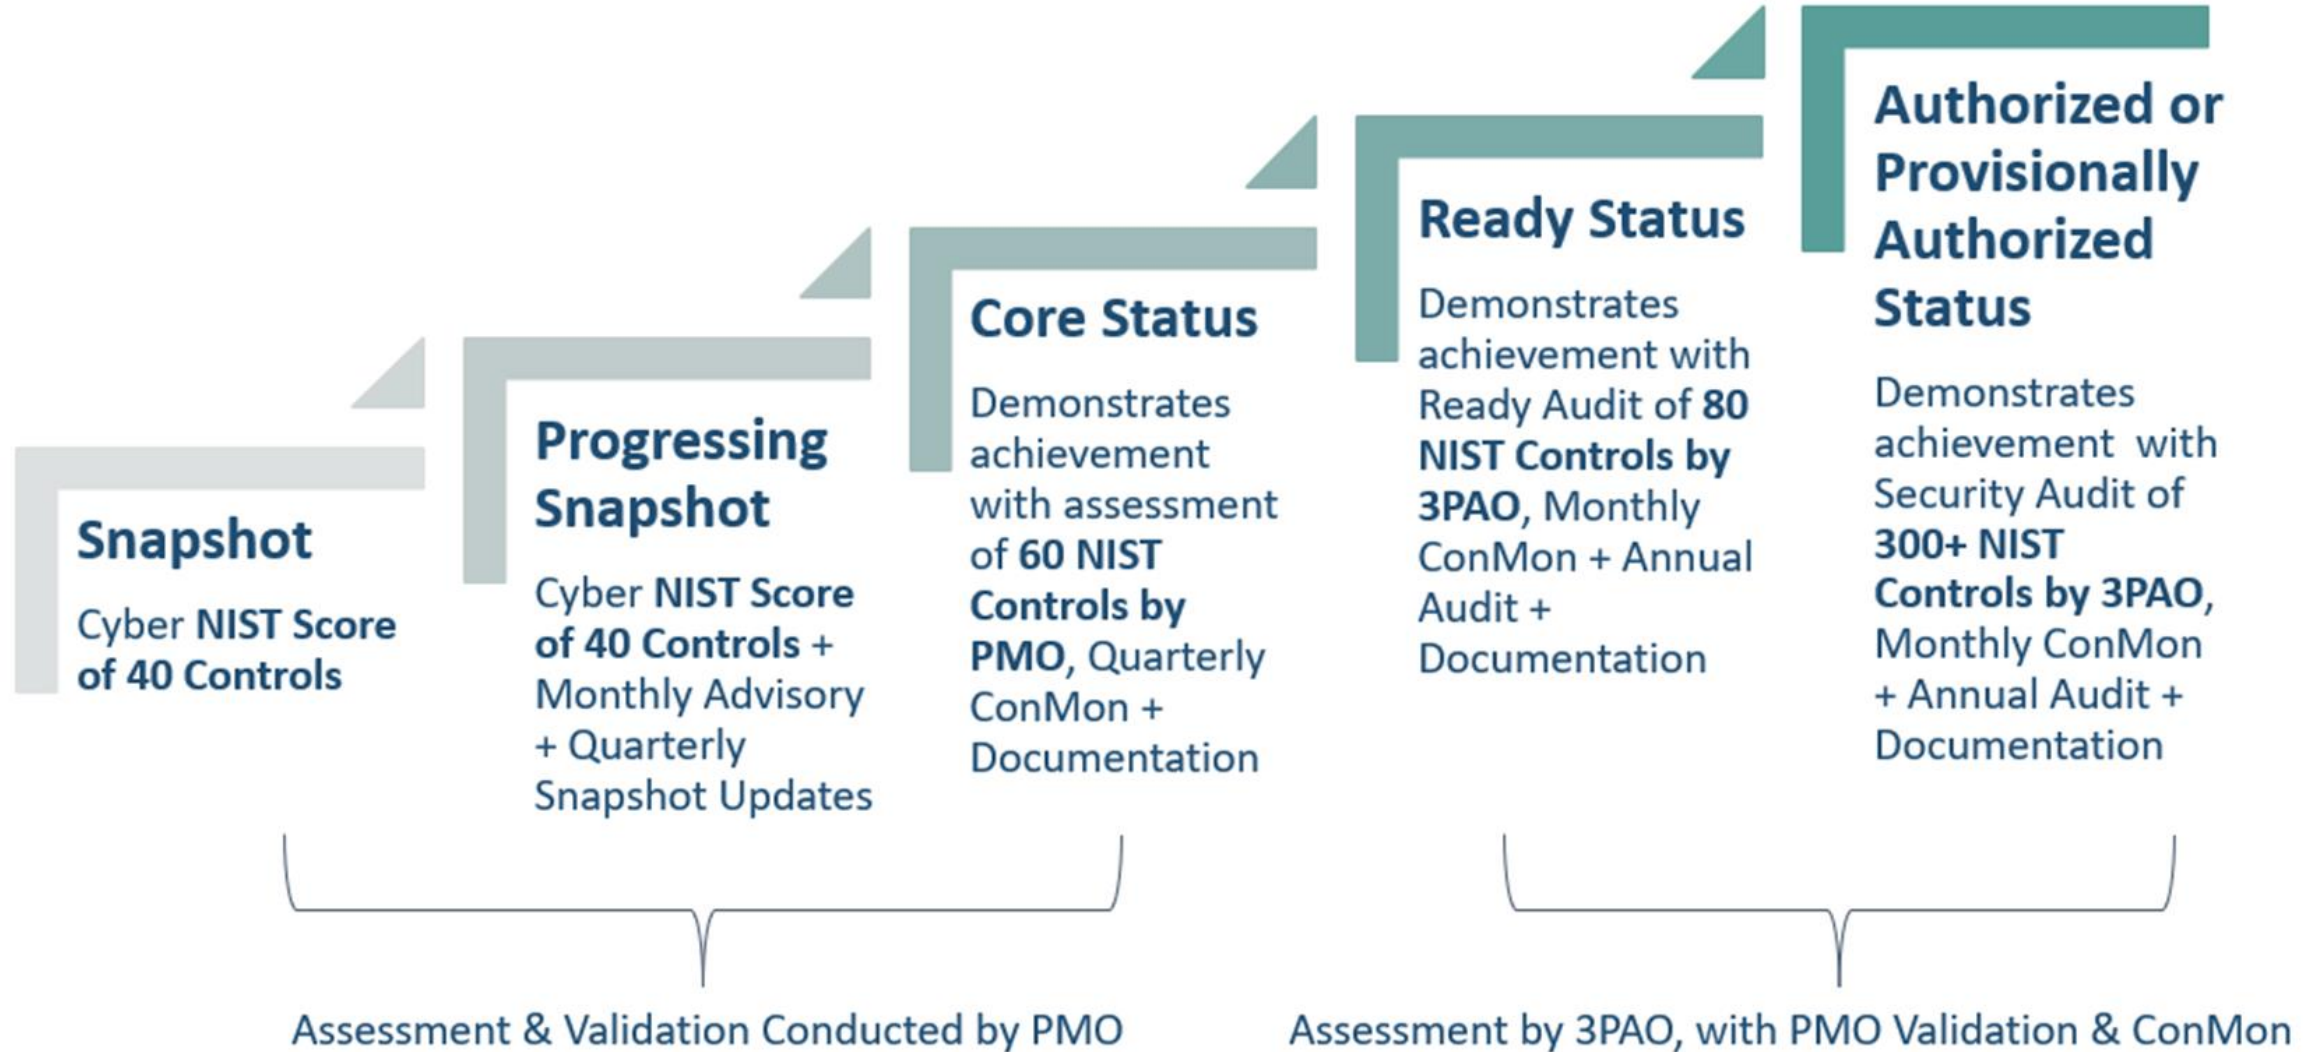 Snapshot
Cyber NIST Score
of 40 Controls
Progressing
Snapshot
Cyber NIST Score
of 40 Controls +
Monthly Advisory
+ Quarterly
Snapshot Updates
Core Status
Demonstrates
achievement
with assessment
of 60 NIST
Controls by
PMO, Quarterly
ConMon +
Documentation
Ready Status
Demonstrates
achievement with
Ready Audit of 80
NIST Controls by
3PAO, Monthly
ConMon + Annual
Audit +
Documentation
Authorized or
Provisionally
Authorized
Status
Demonstrates
achievement with
Security Audit of
300+ NIST
Controls by 3PAO,
Monthly ConMon
+ Annual Audit +
Documentation
Assessment & Validation Conducted by PMO
Assessment by 3PAO, with PMO Validation & ConMon